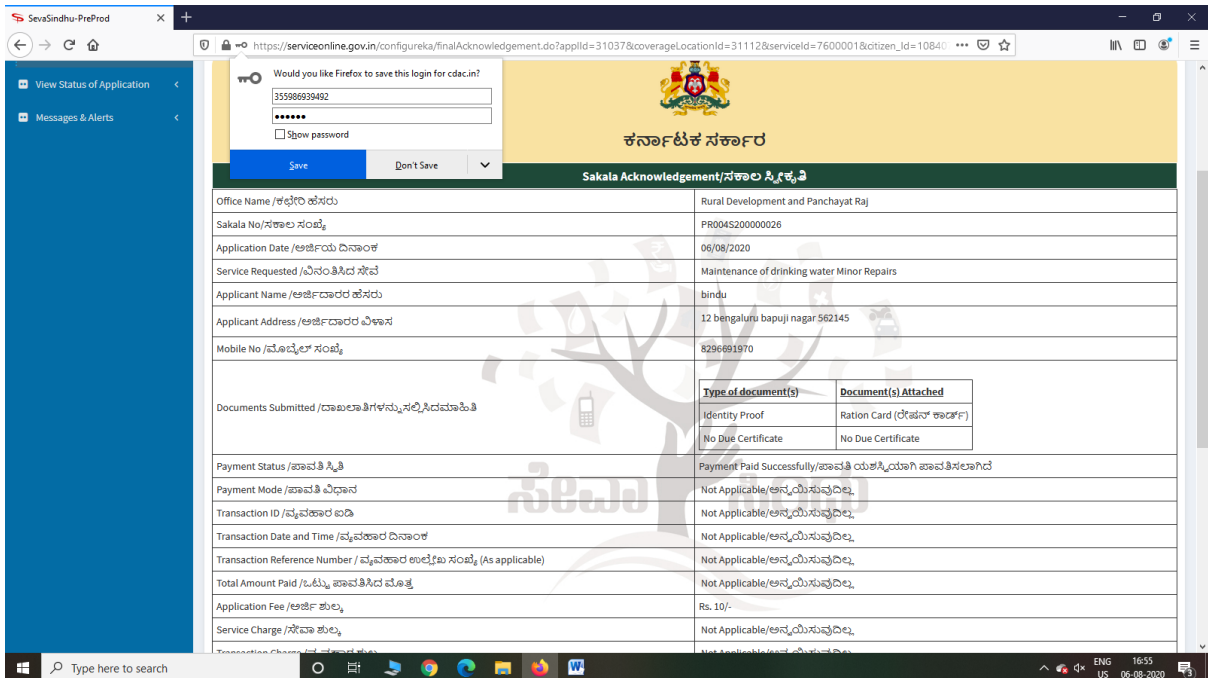 SevaSindhu-PreProd
https://serviceonline.gov.in/configureka/finalAcknowledgement.do?applId=31037&coverageLocationId=31112&serviceId=7600001&citizen_Id=10840
View Status of Application
Messages & Alerts
Would you like Firefox to save this login for cdac.in?
355986939492
Show password
Save
Don't Save
ಕರ್ನಾಟಕ ಸರ್ಕಾರ
Sakala Acknowledgement/ಸಕಾಲ ಸ್ವೀಕೃತಿ
Office Name /ಕಛೇರಿ ಹೆಸರು Rural Development and Panchayat Raj
Sakala No/ಸಕಾಲ ಸಂಖ್ಯೆ PR004S200000026
Application Date /ಅರ್ಜಿಯ ದಿನಾಂಕ 06/08/2020
Service Requested /ವಿನಂತಿಸಿದ ಸೇವೆ Maintenance of drinking water Minor Repairs
Applicant Name /ಅರ್ಜಿದಾರರ ಹೆಸರು bindu
Applicant Address /ಅರ್ಜಿದಾರರ ವಿಳಾಸ 12 bengaluru bapuji nagar 562145
Mobile No /ಮೊಬೈಲ್ ಸಂಖ್ಯೆ 8296691970
Documents Submitted /ದಾಖಲಾತಿಗಳನ್ನು ಸಲ್ಲಿಸಿದಮಾಹಿತಿ
Type of document(s) Document(s) Attached
Identity Proof Ration Card (ರೇಷನ್ ಕಾರ್ಡ್)
No Due Certificate No Due Certificate
Payment Status /ಪಾವತಿ ಸ್ಥಿತಿ Payment Paid Successfully/ಪಾವತಿ ಯಶಸ್ವಿಯಾಗಿ ಪಾವತಿಸಲಾಗಿದೆ
Payment Mode /ಪಾವತಿ ವಿಧಾನ Not Applicable/ಅನ್ವಯಿಸುವುದಿಲ್ಲ
Transaction ID /ವ್ಯವಹಾರ ಐಡಿ Not Applicable/ಅನ್ವಯಿಸುವುದಿಲ್ಲ
Transaction Date and Time /ವ್ಯವಹಾರ ದಿನಾಂಕ Not Applicable/ಅನ್ವಯಿಸುವುದಿಲ್ಲ
Transaction Reference Number / ವ್ಯವಹಾರ ಉಲ್ಲೇಖ ಸಂಖ್ಯೆ (As applicable) Not Applicable/ಅನ್ವಯಿಸುವುದಿಲ್ಲ
Total Amount Paid /ಒಟ್ಟು ಪಾವತಿಸಿದ ಮೊತ್ತ Not Applicable/ಅನ್ವಯಿಸುವುದಿಲ್ಲ
Application Fee /ಅರ್ಜಿ ಶುಲ್ಕ Rs. 10/-
Service Charge /ಸೇವಾ ಶುಲ್ಕ Not Applicable/ಅನ್ವಯಿಸುವುದಿಲ್ಲ
ಸೇವಾ ಸಿಂಧು
Type here to search
ENG 16:55
US 06-08-2020